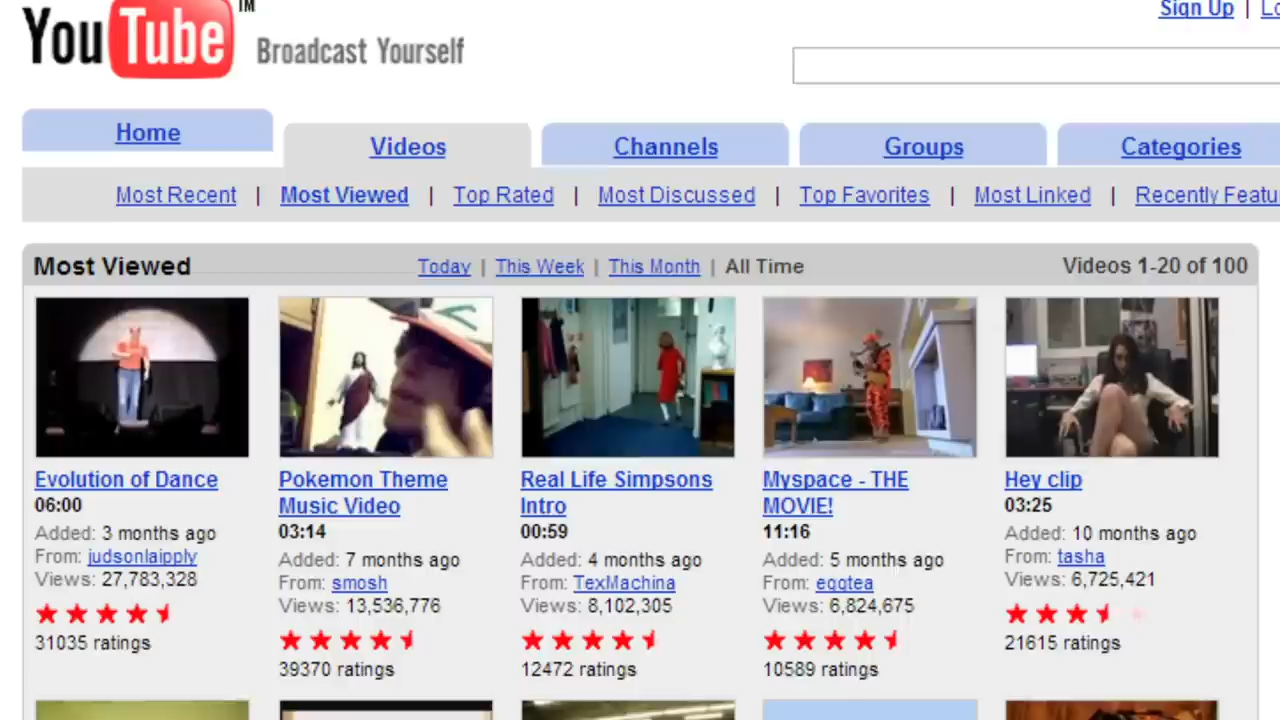 YouTube™
Broadcast Yourself
Sign Up |
Home
Videos
Channels
Groups
Categories
Most Recent | Most Viewed | Top Rated | Most Discussed | Top Favorites | Most Linked | Recently Featu
Most Viewed
Today | This Week | This Month | All Time
Videos 1-20 of 100
Evolution of Dance
06:00
Added: 3 months ago
From: judsonlaipply
Views: 27,783,328
31035 ratings
Pokemon Theme
Music Video
03:14
Added: 7 months ago
From: smosh
Views: 13,536,776
39370 ratings
Real Life Simpsons
Intro
00:59
Added: 4 months ago
From: TexMachina
Views: 8,102,305
12472 ratings
Myspace - THE
MOVIE!
11:16
Added: 5 months ago
From: eggtea
Views: 6,824,675
10589 ratings
Hey clip
03:25
Added: 10 months ago
From: tasha
Views: 6,725,421
21615 ratings